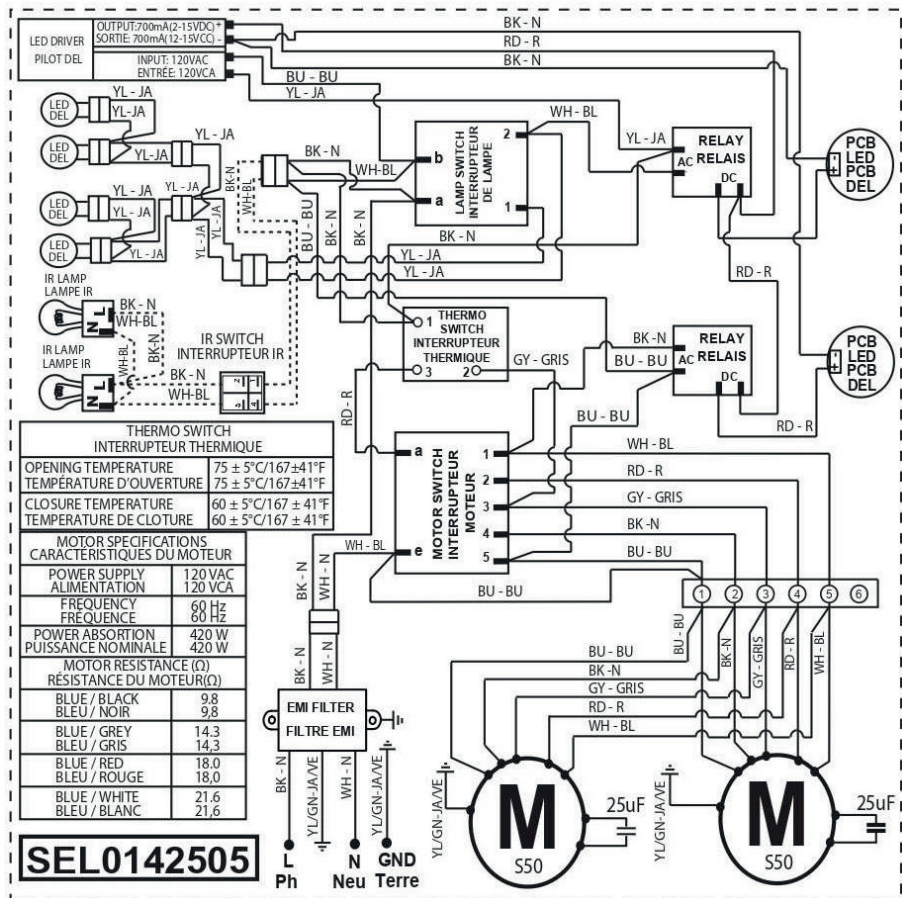 LED DRIVER
PILOT DEL
OUTPUT:700mA(2-15VDC) +
SORTIE: 700mA(12-15VCC) -
INPUT: 120VAC
ENTRÉE: 120VCA
BK - N
RD - R
BK - N
BU - BU
YL - JA
LED
DEL
YL - JA
YL-JA
LED
DEL
YL-JA
YL - JA
LED
DEL
YL - JA
YL - JA
LED
DEL
YL - JA
YL - JA
YL - JA
YL - JA
BK-N
WH-BL
BK - N
WH-BL
BU - BU
BK - N
BK - N
b
a
LAMP SWITCH
INTERRUPTEUR
DE LAMPE
2
1
WH - BL
YL - JA
RELAY
RELAIS
AC
DC
PCB
LED
PCB
DEL
- +
BK - N
YL - JA
YL - JA
RD - R
IR LAMP
LAMPE IR
N L
BK - N
WH-BL
IR LAMP
LAMPE IR
N L
WH-BL
BK-N
BK - N
WH-BL
IR SWITCH
INTERRUPTEUR IR
2 1
3 4
1 THERMO
SWITCH
INTERRUPTEUR
THERMIQUE
3 2
GY - GRIS
BK - N
BU - BU
RELAY
RELAIS
AC
DC
PCB
LED
PCB
DEL
- +
RD - R
BU - BU
RD - R
THERMO SWITCH
INTERRUPTEUR THERMIQUE
OPENING TEMPERATURE 75 ± 5°C/167±41°F
TEMPÉRATURE D'OUVERTURE 75 ± 5°C/167±41°F
CLOSURE TEMPERATURE 60 ± 5°C/167 ± 41°F
TEMPERATURE DE CLOTURE 60 ± 5°C/167 ± 41°F
a
e
MOTOR SWITCH
INTERRUPTEUR
MOTEUR
1
2
3
4
5
WH - BL
RD - R
GY - GRIS
BK -N
BU - BU
WH - BL
BU - BU
BK - N
WH - N
MOTOR SPECIFICATIONS
CARACTÉRISTIQUES DU MOTEUR
POWER SUPPLY 120 VAC
ALIMENTATION 120 VCA
FREQUENCY 60 Hz
FRÉQUENCE 60 Hz
POWER ABSORTION 420 W
PUISSANCE NOMINALE 420 W
MOTOR RESISTANCE (Ω)
RÉSISTANCE DU MOTEUR(Ω)
BLUE / BLACK 9.8
BLEU / NOIR 9,8
BLUE / GREY 14.3
BLEU / GRIS 14,3
BLUE / RED 18.0
BLEU / ROUGE 18,0
BLUE / WHITE 21.6
BLEU / BLANC 21,6
1 2 3 4 5 6
BU - BU
BK-N
GY - GRIS
RD - R
WH - BL
BU - BU
BK -N
GY - GRIS
RD - R
WH - BL
BK - N
WH - N
EMI FILTER
FILTRE EMI
BK - N
YL/GN-JA/VE
WH - N
YL/GN-JA/VE
L
Ph
N
Neu
GND
Terre
YL/GN-JA/VE
M
S50
25uF
YL/GN-JA/VE
M
S50
25uF
SEL0142505